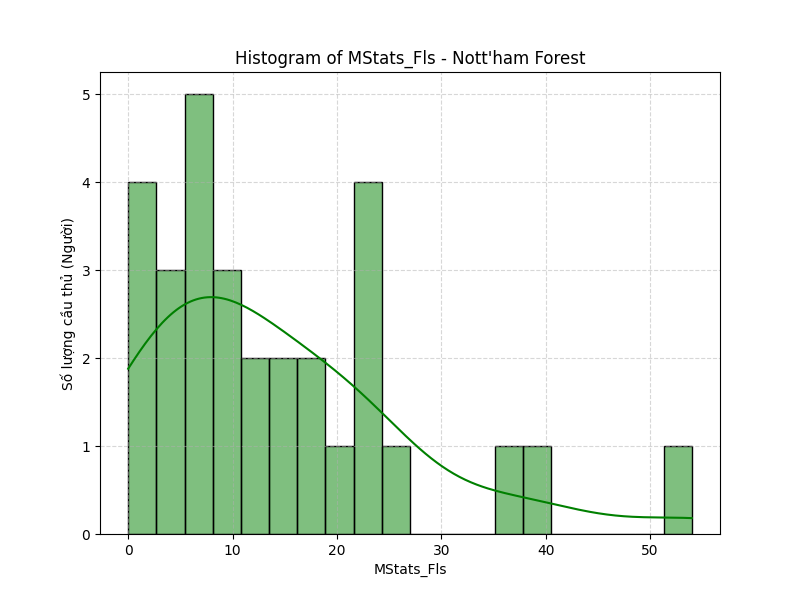 Histogram of MStats_Fls - Nott'ham Forest
Số lượng cầu thủ (Người)
5
4
3
2
1
0
0 10 20 30 40 50
MStats_Fls